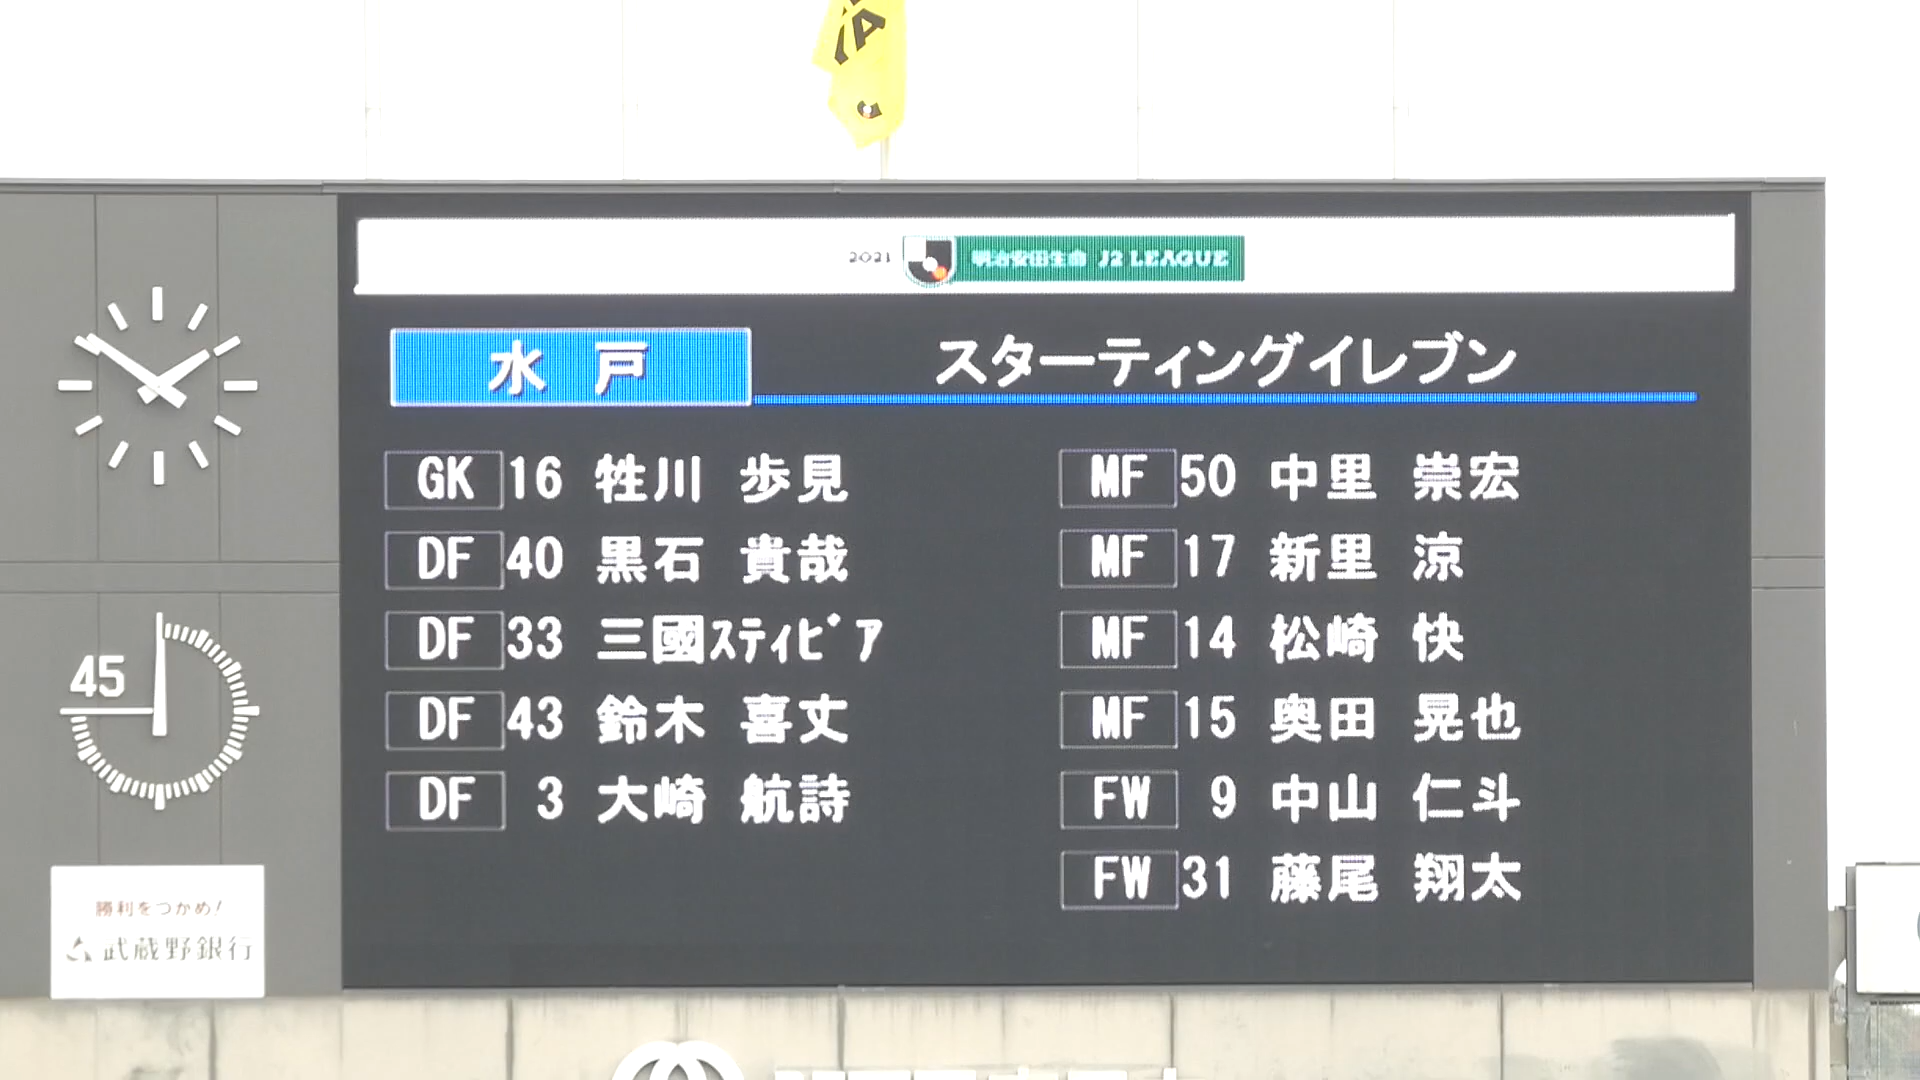 2021 明治安田生命 J2 LEAGUE
水戸 スターティングイレブン
GK 16 牲川 歩見
DF 40 黒石 貴哉
DF 33 三國ｽﾃｨﾋﾟｱ
DF 43 鈴木 喜丈
DF 3 大崎 航詩
MF 50 中里 崇宏
MF 17 新里 涼
MF 14 松崎 快
MF 15 奥田 晃也
FW 9 中山 仁斗
FW 31 藤尾 翔太
45
勝利をつかめ!
武蔵野銀行